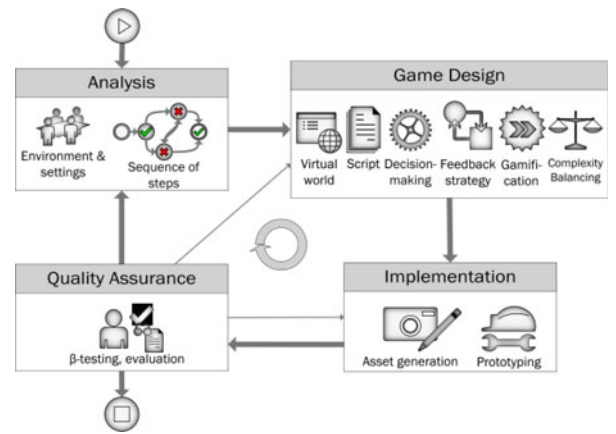 Analysis
Environment &
settings
Sequence of
steps
Game Design
Virtual
world
Script
Decision-
making
Feedback
strategy
Gamifi-
cation
Complexity
Balancing
Quality Assurance
β-testing, evaluation
Implementation
Asset generation
Prototyping